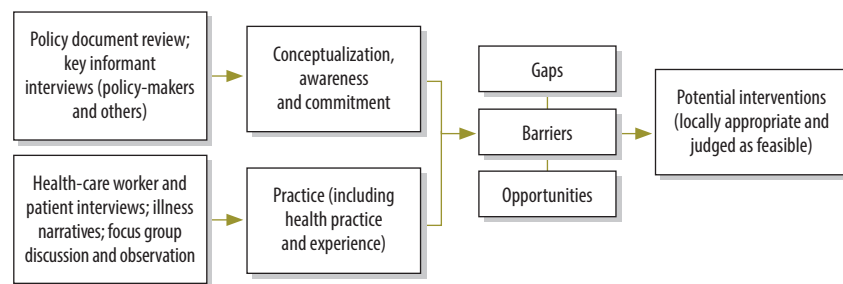 Policy document review;
key informant
interviews (policy-makers
and others)
Conceptualization,
awareness
and commitment
Health-care worker and
patient interviews; illness
narratives; focus group
discussion and observation
Practice (including
health practice
and experience)
Gaps
Barriers
Opportunities
Potential interventions
(locally appropriate and
judged as feasible)